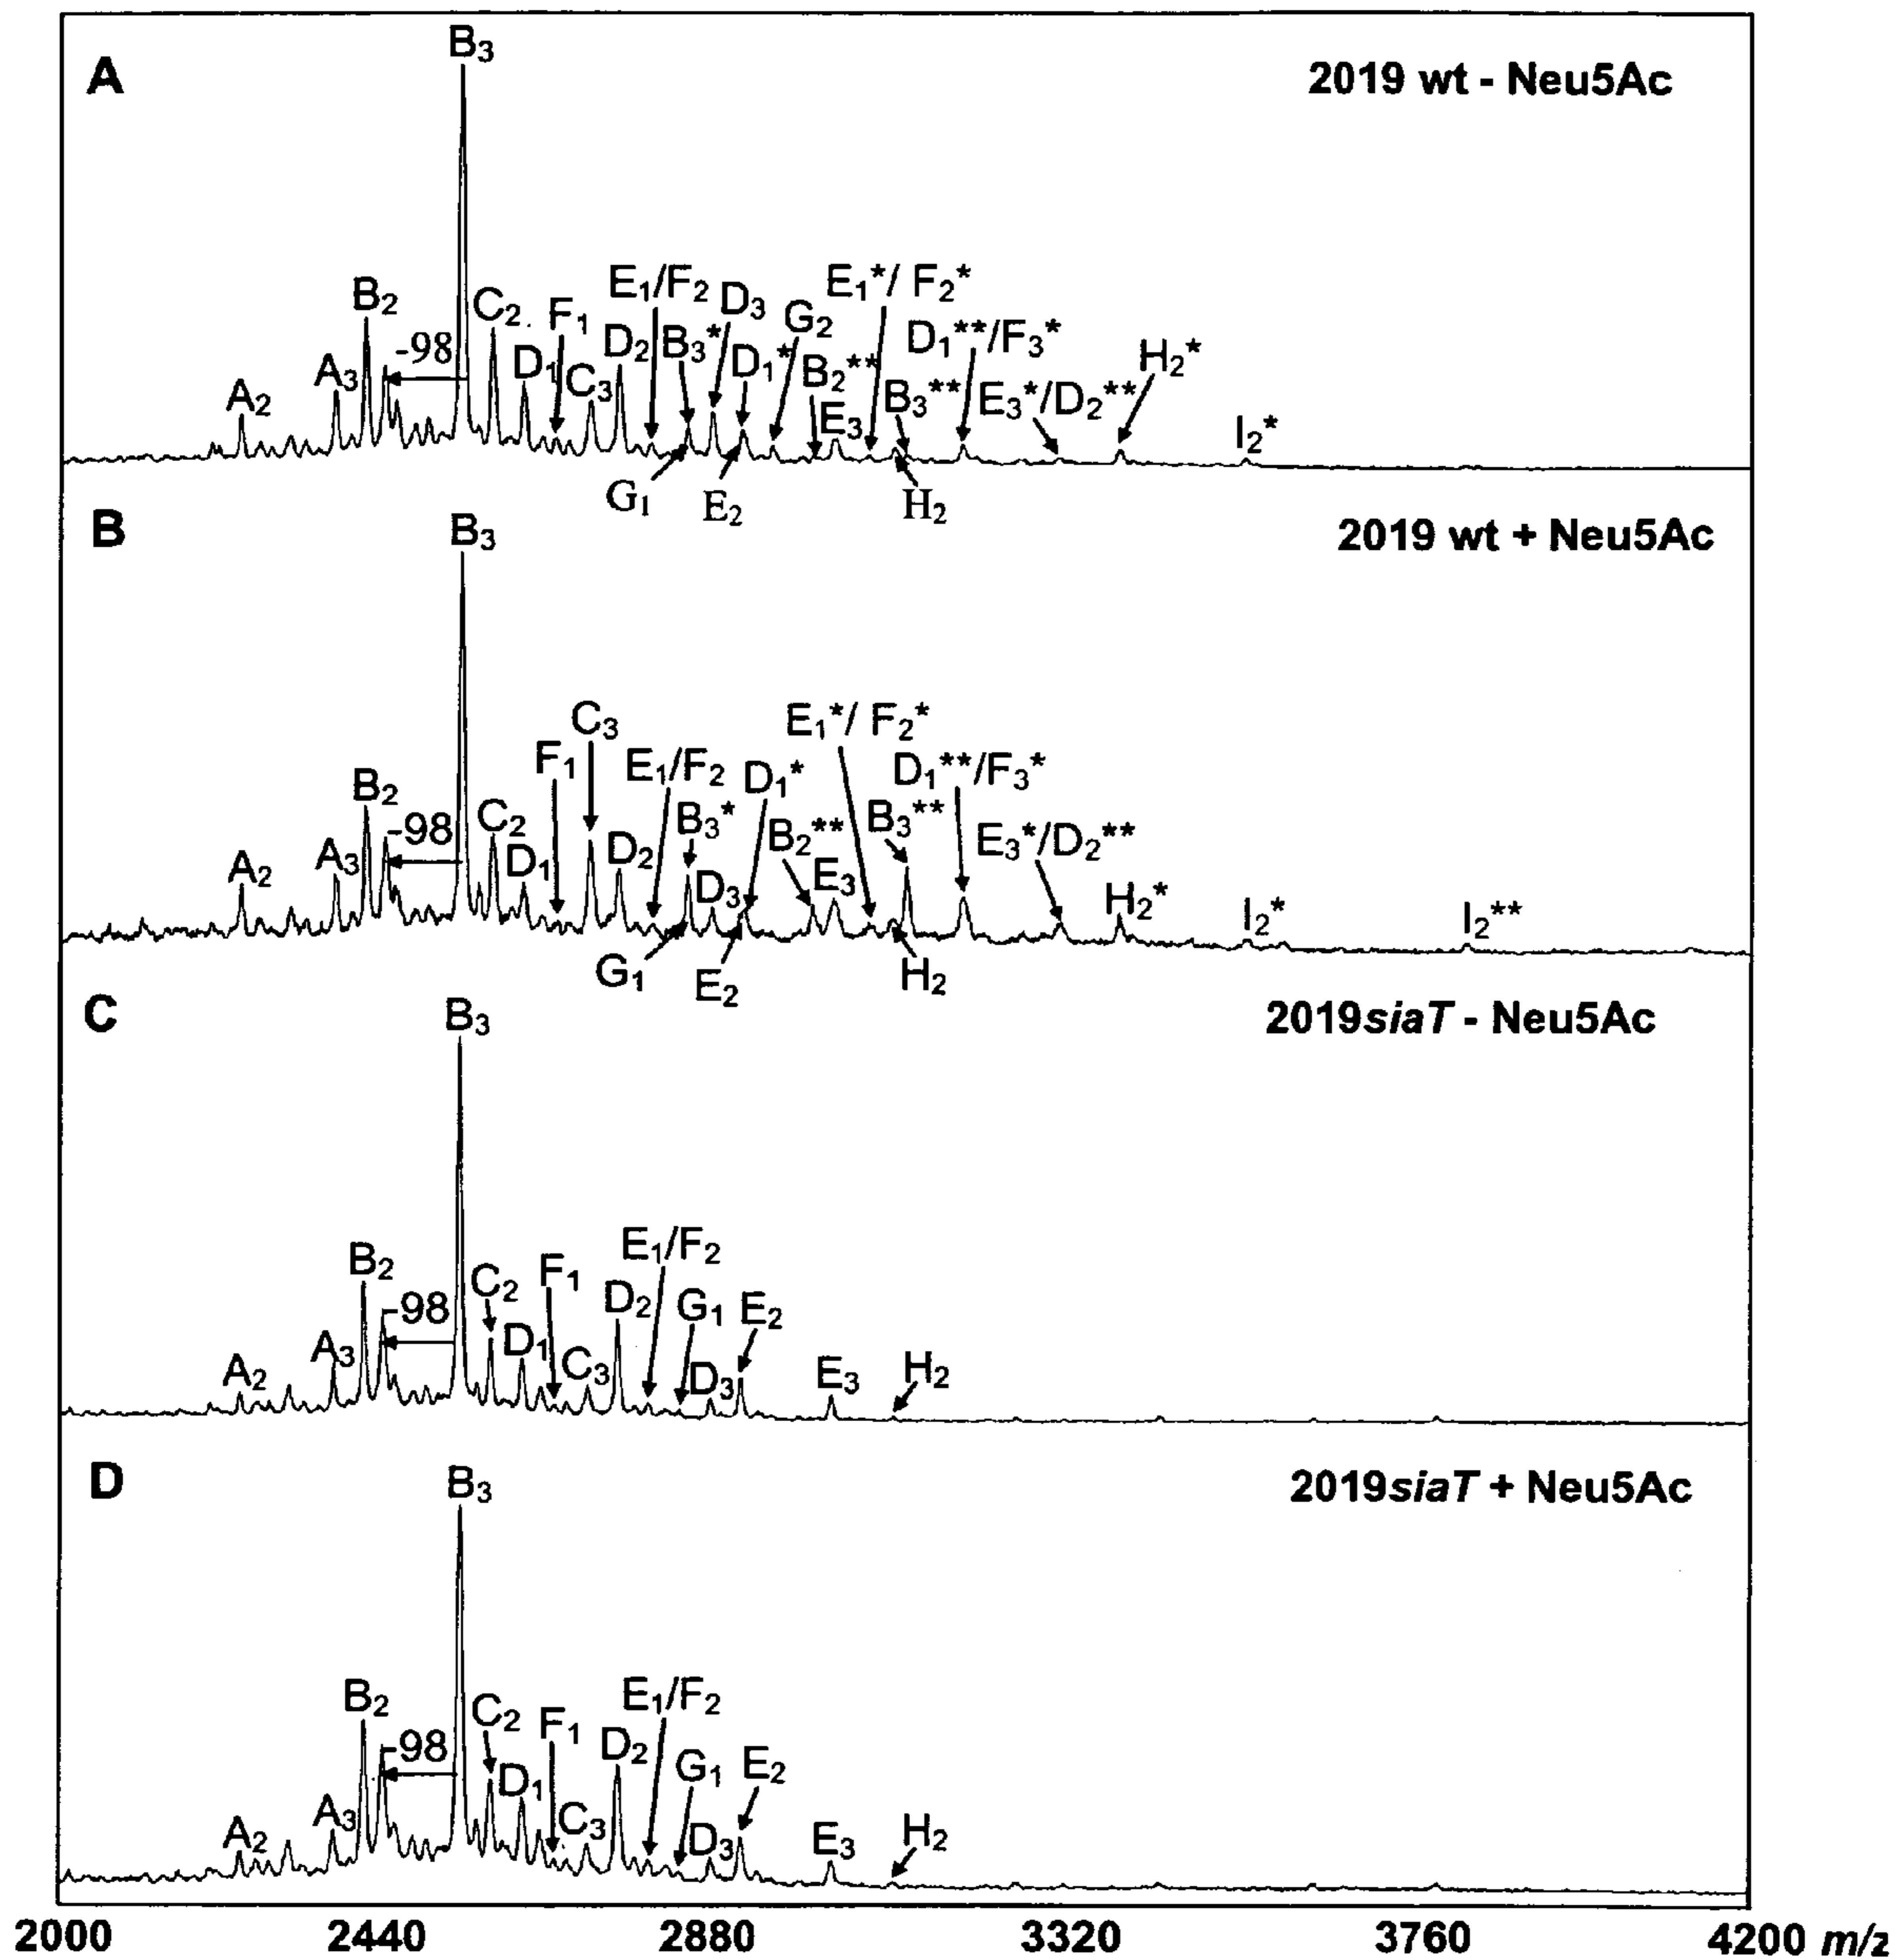 A
2019 wt - Neu5Ac
B₃
A₂
A₃
B₂
-98
C₂
D₁
F₁
C₃
D₂
E₁/F₂
B₃*
D₃
D₁*
G₂
B₂**
E₃
E₁*/ F₂*
B₃**
D₁**/F₃*
E₃*/D₂**
H₂*
I₂*
G₁
E₂
H₂
B
2019 wt + Neu5Ac
B₃
A₂
A₃
B₂
-98
C₂
D₁
F₁
C₃
D₂
E₁/F₂
B₃*
D₃
D₁*
B₂**
E₃
E₁*/ F₂*
B₃**
D₁**/F₃*
E₃*/D₂**
H₂*
I₂*
I₂**
G₁
E₂
H₂
C
2019siaT - Neu5Ac
B₃
A₂
A₃
B₂
-98
C₂
D₁
F₁
C₃
D₂
E₁/F₂
G₁
D₃
E₂
E₃
H₂
D
2019siaT + Neu5Ac
B₃
A₂
A₃
B₂
-98
C₂
D₁
F₁
C₃
D₂
E₁/F₂
G₁
D₃
E₂
E₃
H₂
2000 2440 2880 3320 3760 4200 m/z